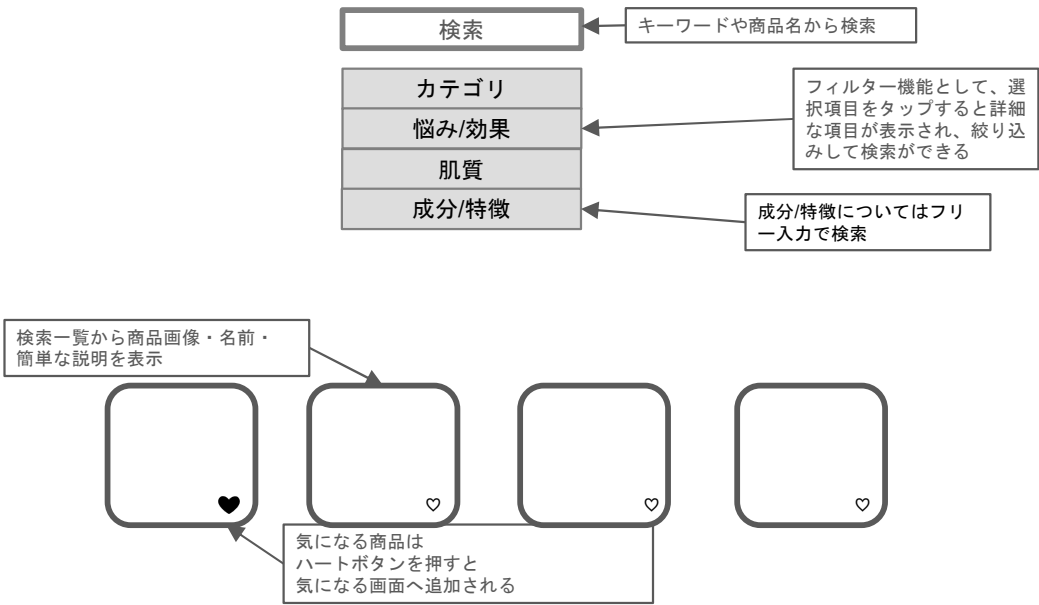 検索
キーワードや商品名から検索
カテゴリ
悩み/効果
肌質
成分/特徴
フィルター機能として、選
択項目をタップすると詳細
な項目が表示され、絞り込
みして検索ができる
成分/特徴についてはフリ
ー入力で検索
検索一覧から商品画像・名前・
簡単な説明を表示
気になる商品は
ハートボタンを押すと
気になる画面へ追加される